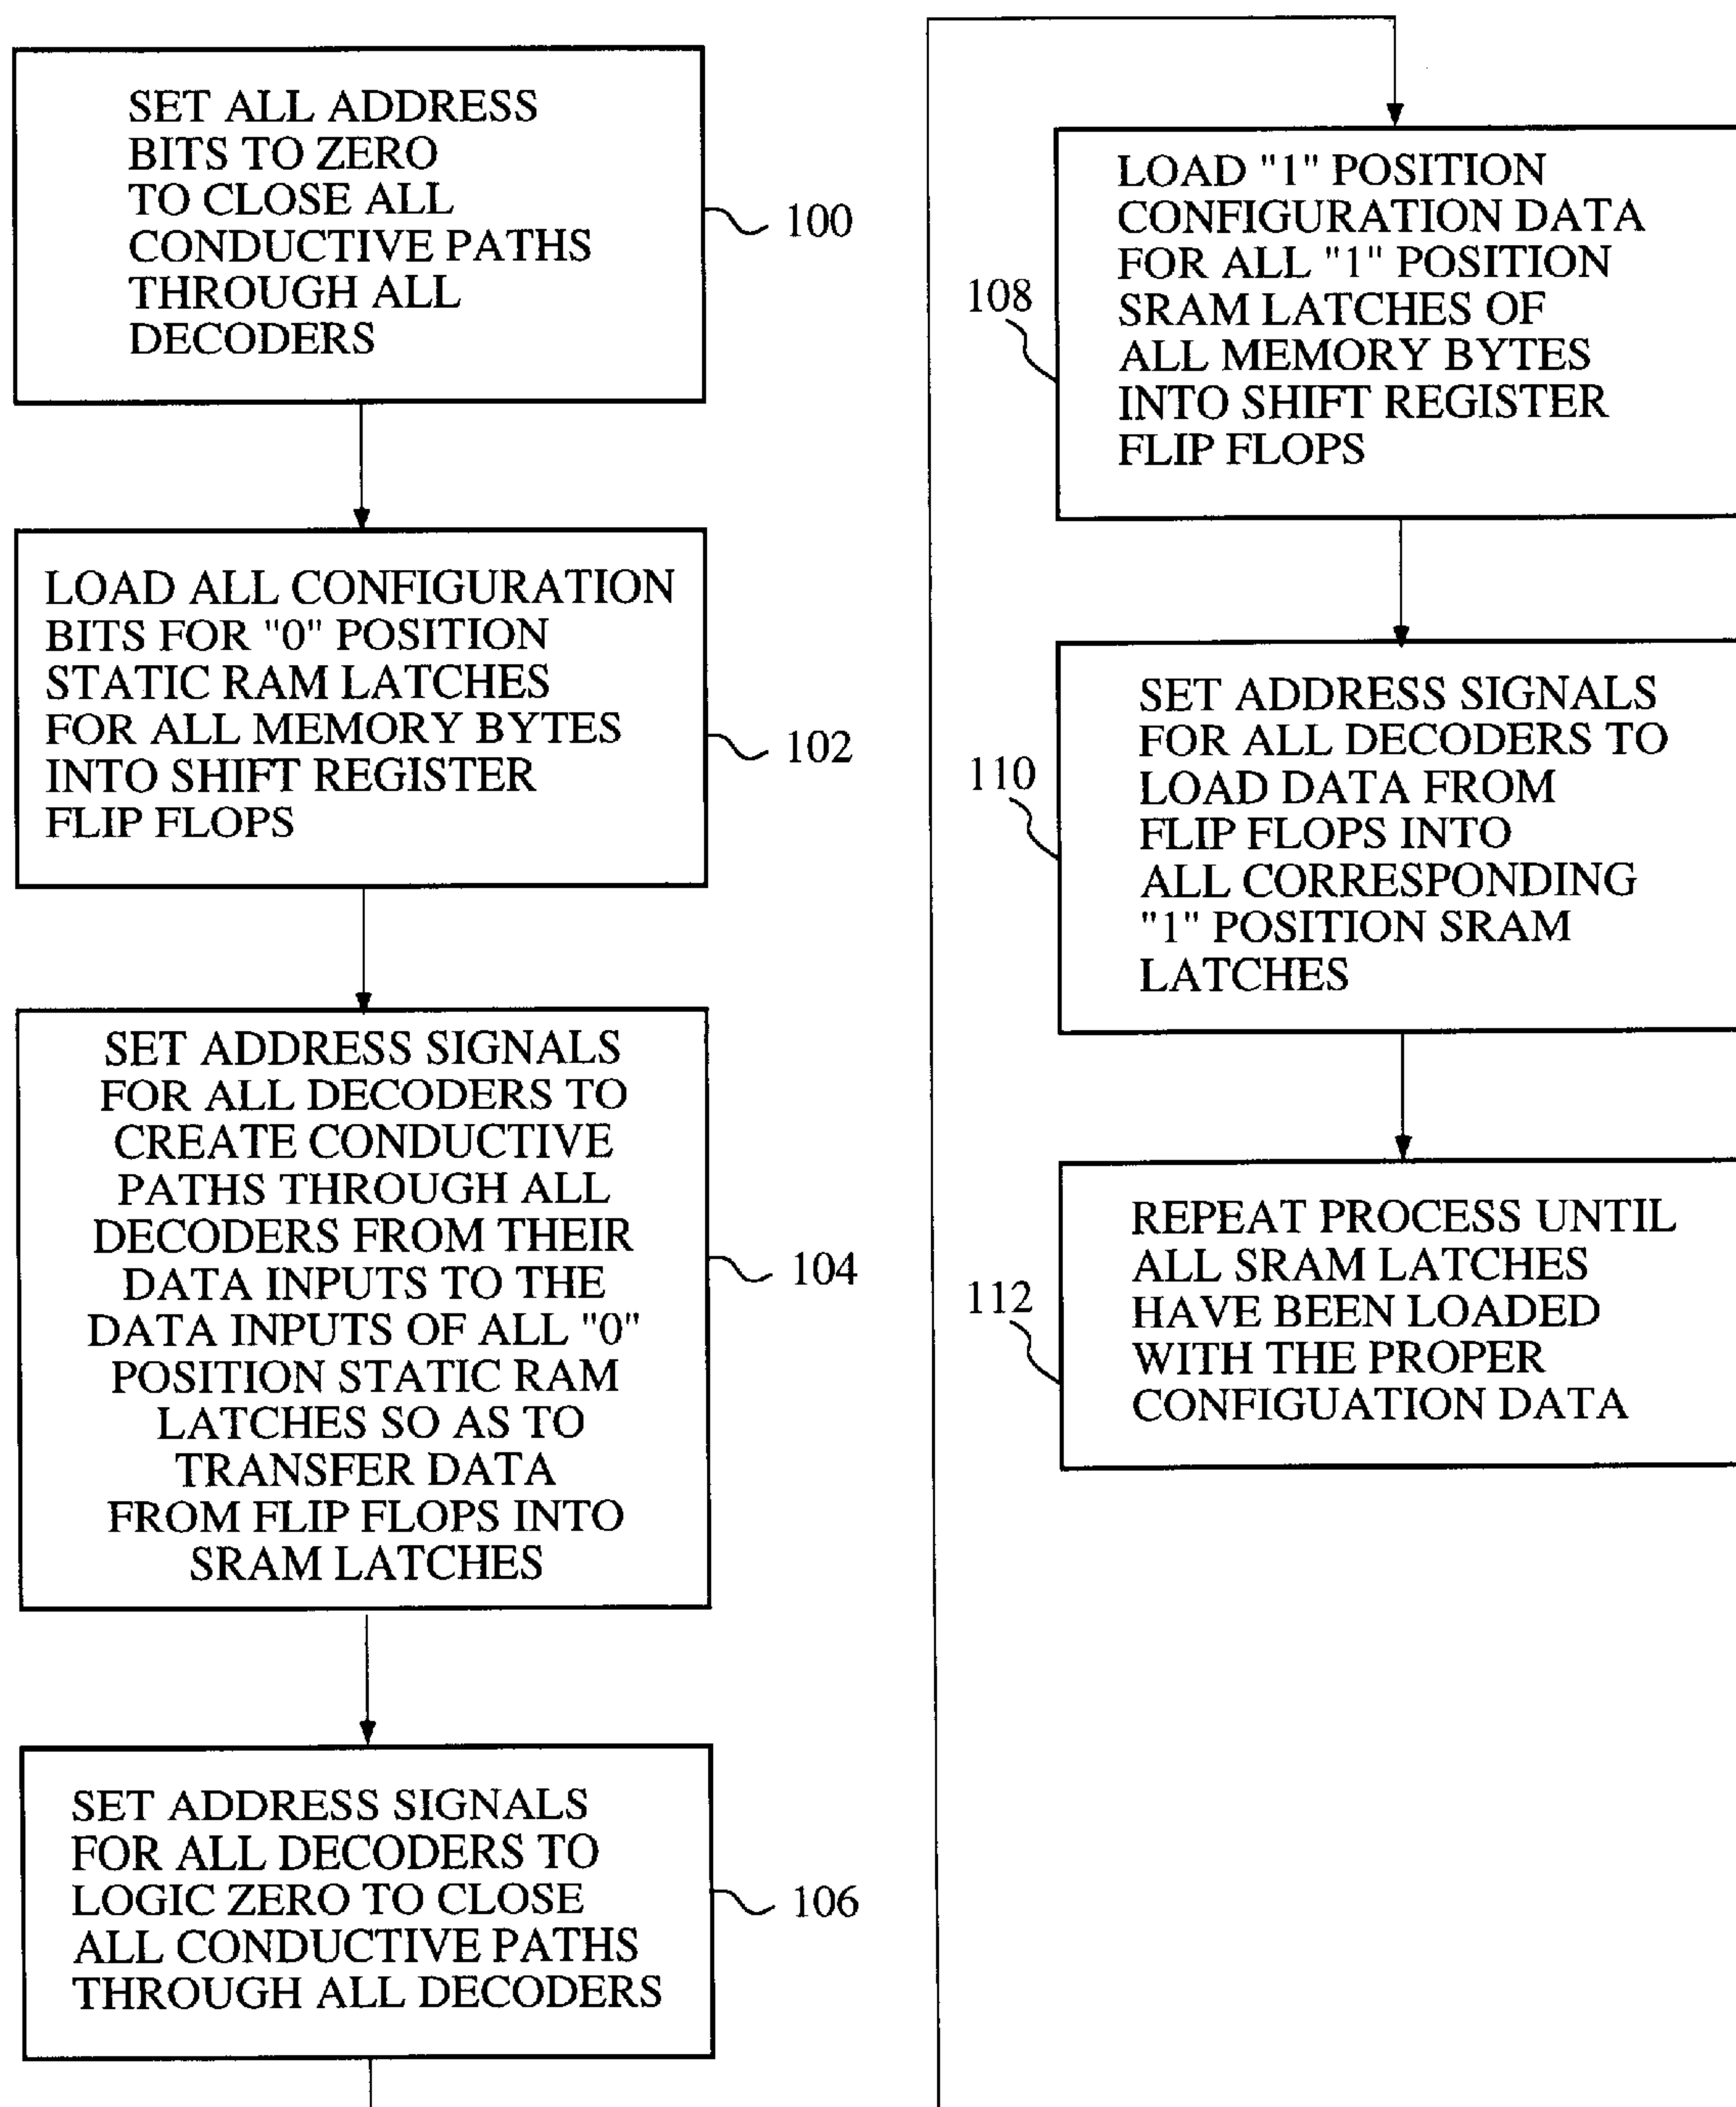 SET ALL ADDRESS
BITS TO ZERO
TO CLOSE ALL
CONDUCTIVE PATHS
THROUGH ALL
DECODERS
100
LOAD ALL CONFIGURATION
BITS FOR "0" POSITION
STATIC RAM LATCHES
FOR ALL MEMORY BYTES
INTO SHIFT REGISTER
FLIP FLOPS
102
SET ADDRESS SIGNALS
FOR ALL DECODERS TO
CREATE CONDUCTIVE
PATHS THROUGH ALL
DECODERS FROM THEIR
DATA INPUTS TO THE
DATA INPUTS OF ALL "0"
POSITION STATIC RAM
LATCHES SO AS TO
TRANSFER DATA
FROM FLIP FLOPS INTO
SRAM LATCHES
104
SET ADDRESS SIGNALS
FOR ALL DECODERS TO
LOGIC ZERO TO CLOSE
ALL CONDUCTIVE PATHS
THROUGH ALL DECODERS
106
LOAD "1" POSITION
CONFIGURATION DATA
FOR ALL "1" POSITION
SRAM LATCHES OF
ALL MEMORY BYTES
INTO SHIFT REGISTER
FLIP FLOPS
108
SET ADDRESS SIGNALS
FOR ALL DECODERS TO
LOAD DATA FROM
FLIP FLOPS INTO
ALL CORRESPONDING
"1" POSITION SRAM
LATCHES
110
REPEAT PROCESS UNTIL
ALL SRAM LATCHES
HAVE BEEN LOADED
WITH THE PROPER
CONFIGUATION DATA
112